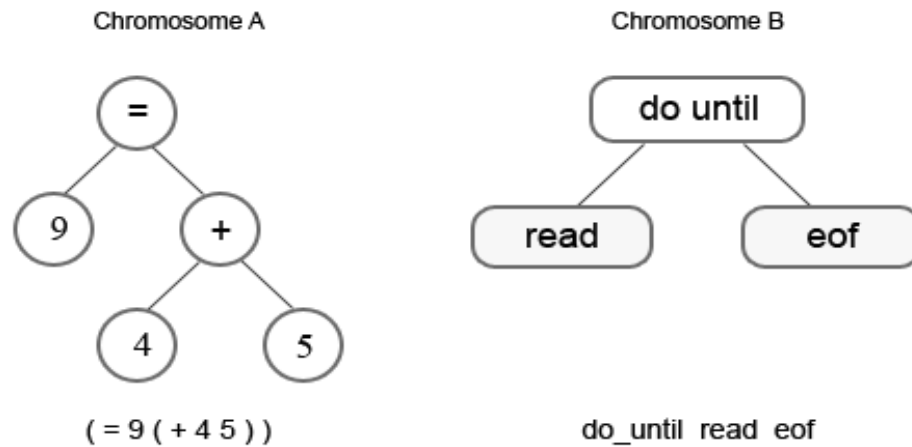 Chromosome A
Chromosome B
=
do until
9
+
read
eof
4
5
( = 9 ( + 4 5 ) )
do_until read eof